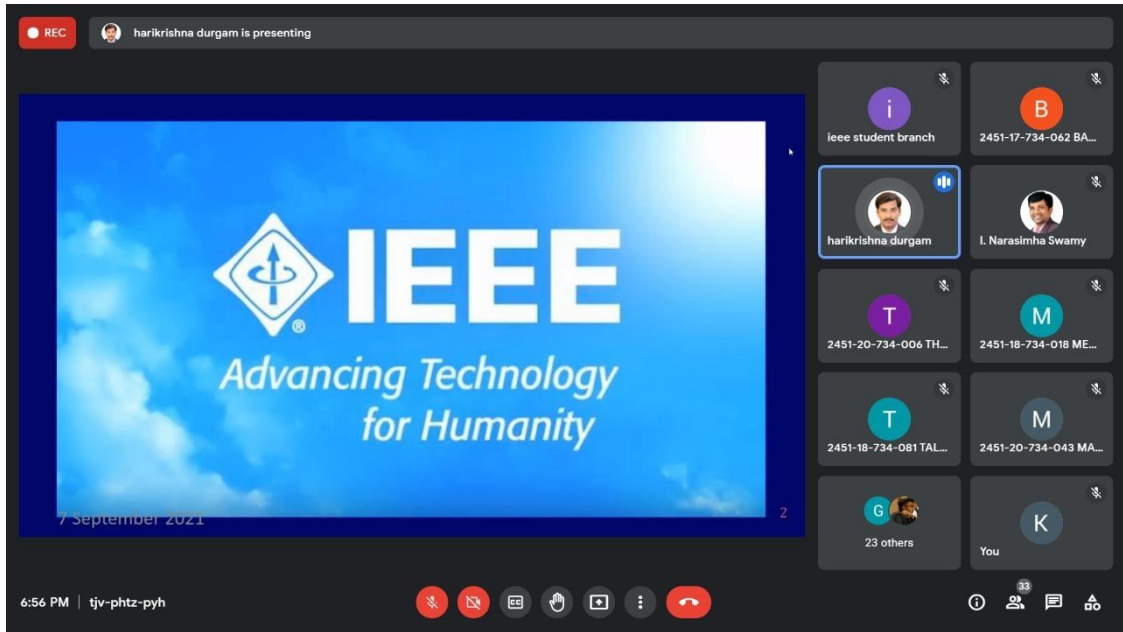 REC
harikrishna durgam is presenting
IEEE
®
Advancing Technology
for Humanity
7 September 2021
2
i
ieee student branch
B
2451-17-734-062 BA...
harikrishna durgam
I. Narasimha Swamy
T
2451-20-734-006 TH...
M
2451-18-734-018 ME...
T
2451-18-734-081 TAL...
M
2451-20-734-043 MA...
G
23 others
K
You
6:56 PM | tjv-phtz-pyh
CC
33